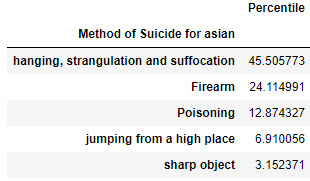 Percentile
Method of Suicide for asian
hanging, strangulation and suffocation 45.505773
Firearm 24.114991
Poisoning 12.874327
jumping from a high place 6.910056
sharp object 3.152371